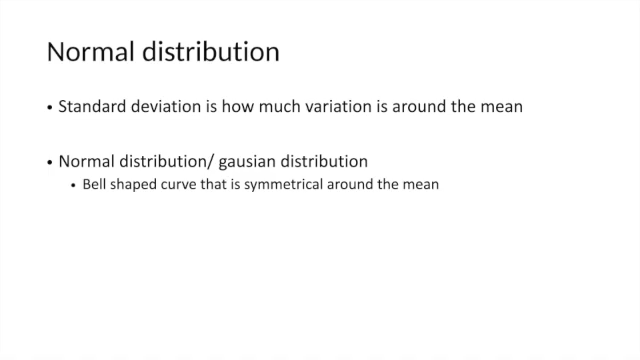 Normal distribution
• Standard deviation is how much variation is around the mean
• Normal distribution/ gausian distribution
• Bell shaped curve that is symmetrical around the mean